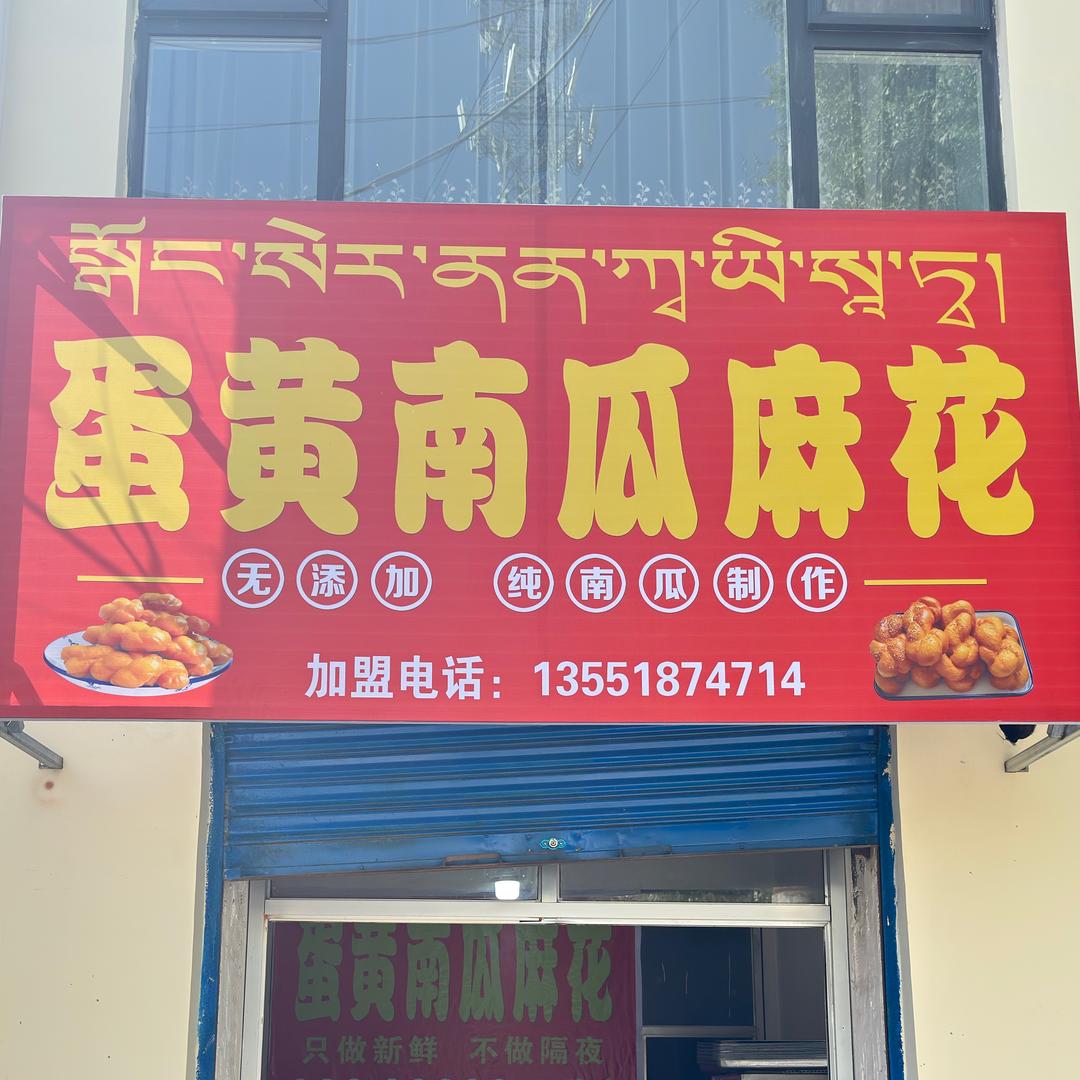 སྒོང་སེར་ནན་ཀྭ་ཡི་སླཱ་ཏྭ།
蛋黄南瓜麻花
无添加 纯南瓜制作
加盟电话：13551874714
蛋黄南瓜麻花
只做新鲜 不做隔夜